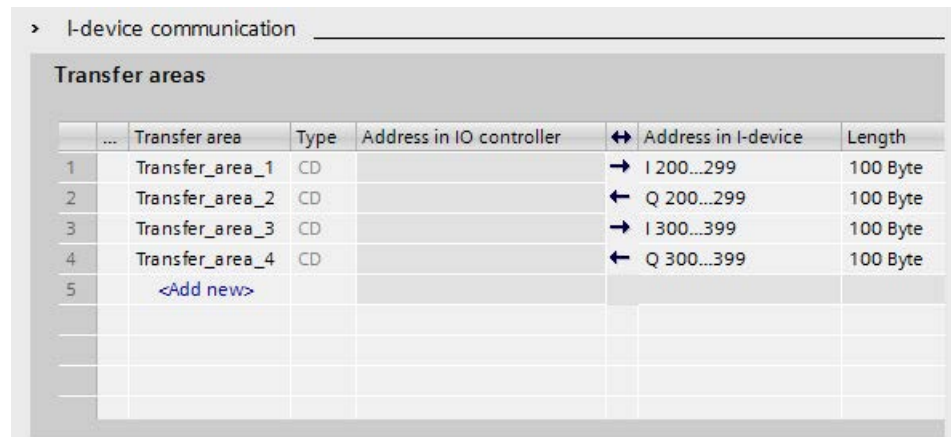 I-device communication
Transfer areas
... Transfer area Type Address in IO controller ↔ Address in I-device Length
1 Transfer_area_1 CD → I 200...299 100 Byte
2 Transfer_area_2 CD ← Q 200...299 100 Byte
3 Transfer_area_3 CD → I 300...399 100 Byte
4 Transfer_area_4 CD ← Q 300...399 100 Byte
5 <Add new>